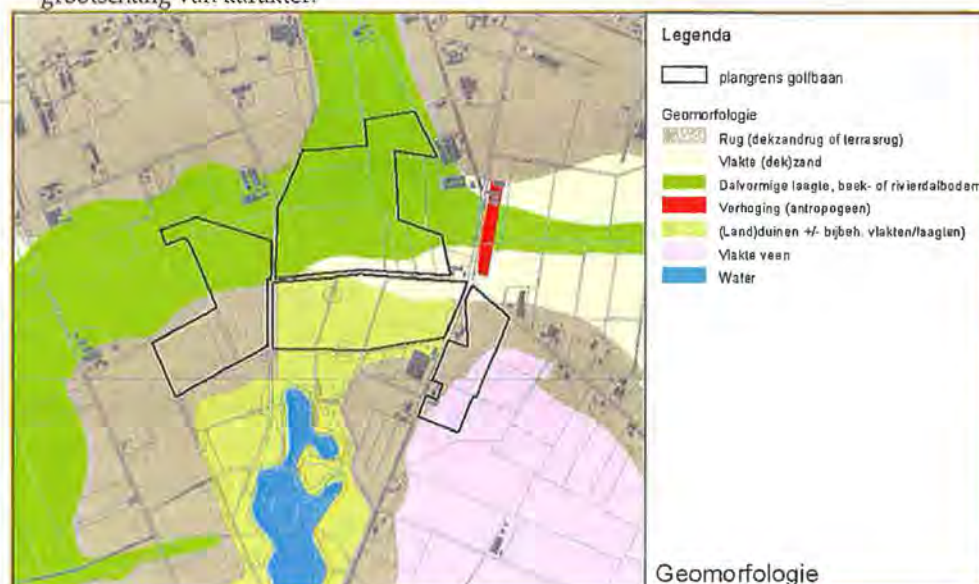 grootschalig van karakter.
Legenda
plangrens golfbaan
Geomorfologie
Rug (dekzandrug of terrasrug)
Vlakte (dek)zand
Dalvormige laagte, beek- of rivierdalbodem
Verhoging (antropogeen)
(Land)duinen +/- bijbeh. vlakten/laagten)
Vlakte veen
Water
Geomorfologie